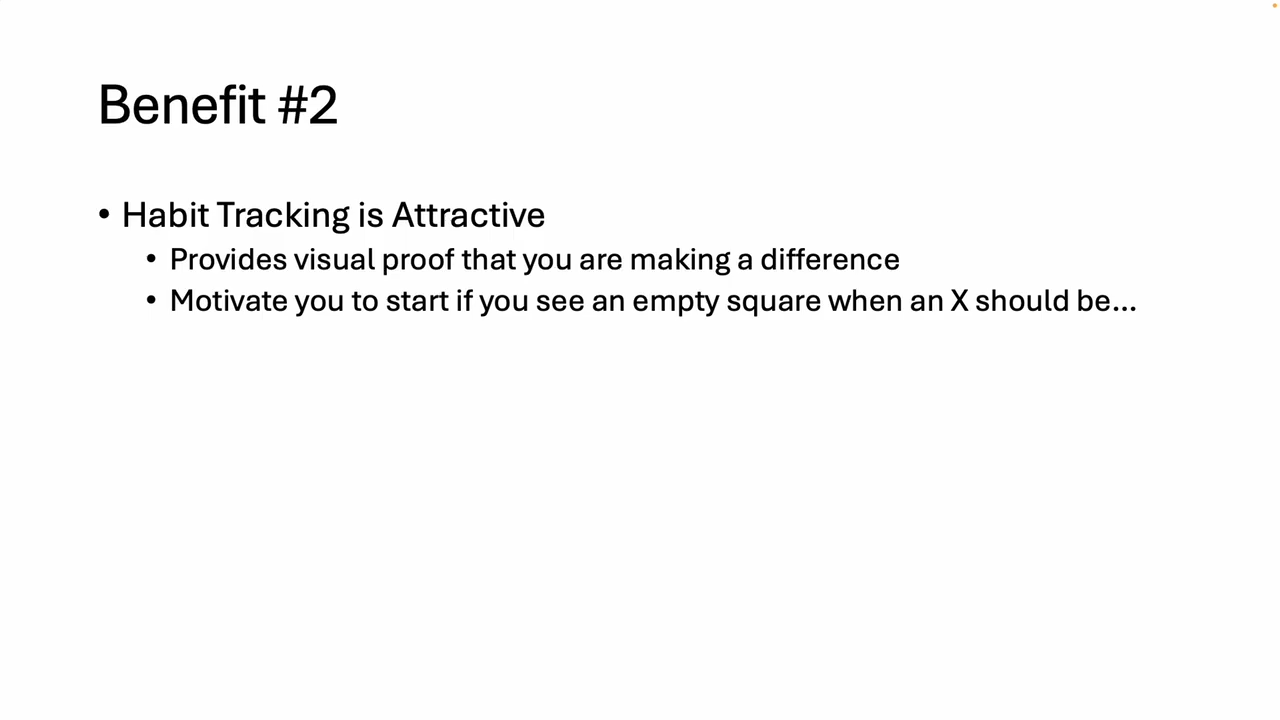 Benefit #2
• Habit Tracking is Attractive
• Provides visual proof that you are making a difference
• Motivate you to start if you see an empty square when an X should be...